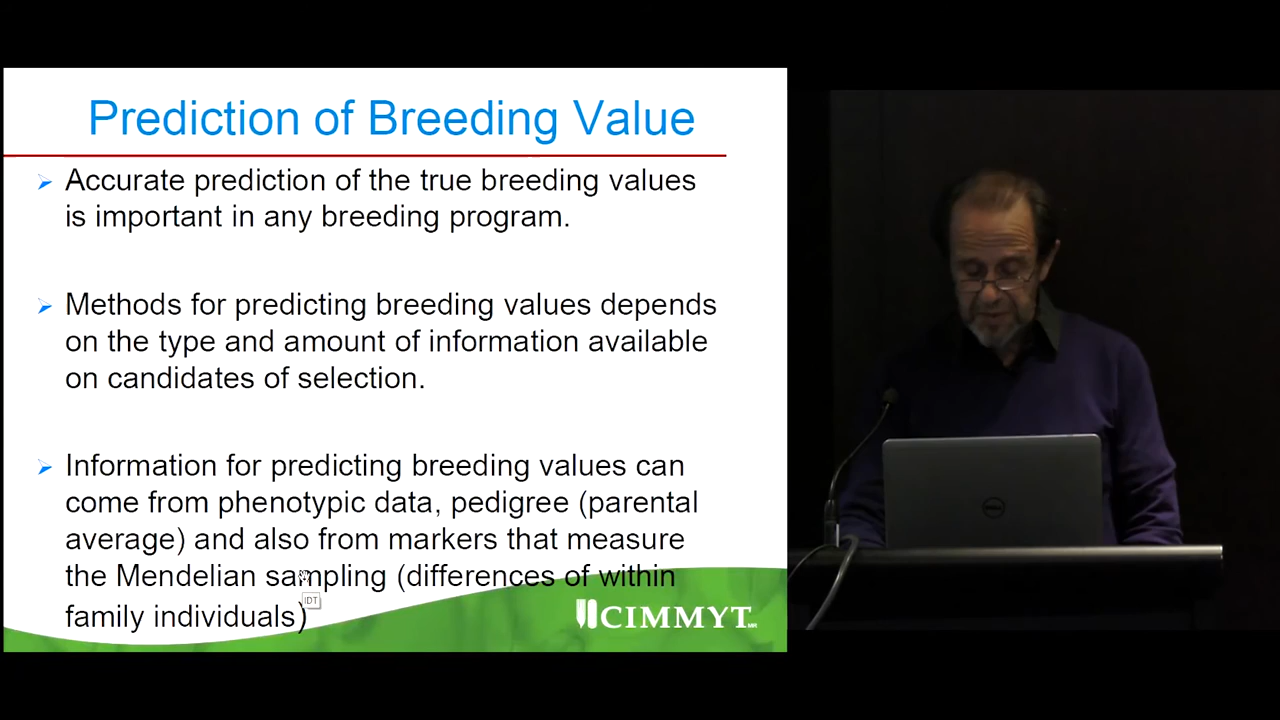 Prediction of Breeding Value
Accurate prediction of the true breeding values
is important in any breeding program.
Methods for predicting breeding values depends
on the type and amount of information available
on candidates of selection.
Information for predicting breeding values can
come from phenotypic data, pedigree (parental
average) and also from markers that measure
the Mendelian sampling (differences of within
family individuals)
IDT
CIMMYT
MR
DELL